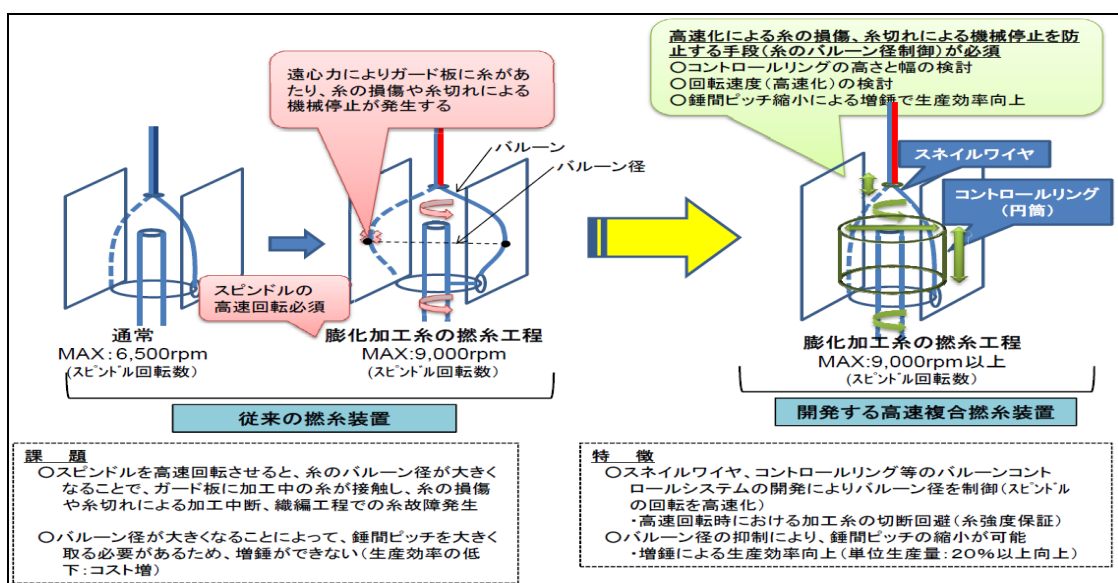 遠心力によりガード板に糸があ
たり、糸の損傷や糸切れによる
機械停止が発生する
バルーン
バルーン径
スピンドルの
高速回転必須
通常
MAX:6,500rpm
(スピンドル回転数)
膨化加工糸の撚糸工程
MAX:9,000rpm
(スピンドル回転数)
従来の撚糸装置
高速化による糸の損傷、糸切れによる機械停止を防
止する手段(糸のバルーン径制御)が必須
○コントロールリングの高さと幅の検討
○回転速度(高速化)の検討
○錘間ピッチ縮小による増錘で生産効率向上
スネイルワイヤ
コントロールリング
(円筒)
膨化加工糸の撚糸工程
MAX:9,000rpm以上
(スピンドル回転数)
開発する高速複合撚糸装置
課 題
○スピンドルを高速回転させると、糸のバルーン径が大きく
なることで、ガード板に加工中の糸が接触し、糸の損傷
や糸切れによる加工中断、織編工程での糸故障発生
○バルーン径が大きくなることによって、錘間ピッチを大きく
取る必要があるため、増錘ができない(生産効率の低
下:コスト増)
特 徴
○スネイルワイヤ、コントロールリング等のバルーンコント
ロールシステムの開発によりバルーン径を制御(スピンドル
の回転を高速化)
・高速回転時における加工糸の切断回避(糸強度保証)
○バルーン径の抑制により、錘間ピッチの縮小が可能
・増錘による生産効率向上(単位生産量:20%以上向上)